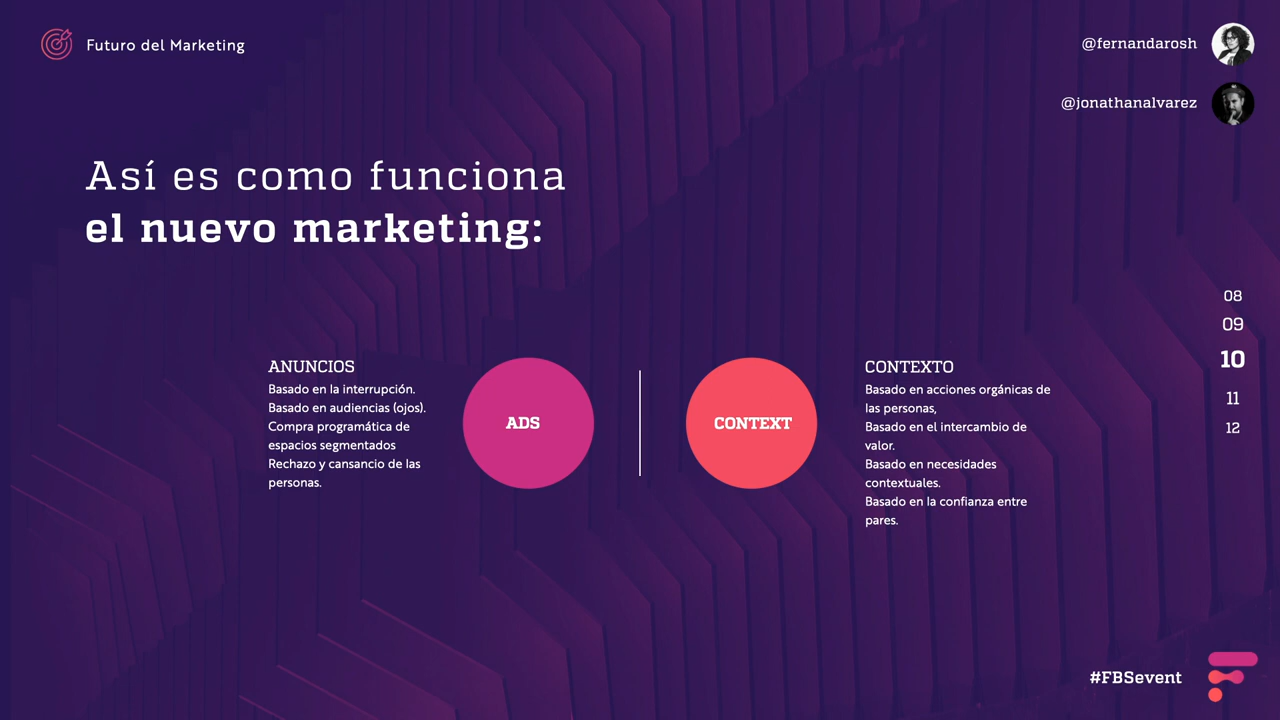 Futuro del Marketing
@fernandarosh
@jonathanalvarez
Así es como funciona
el nuevo marketing:
08
09
10
11
12
ANUNCIOS
Basado en la interrupción.
Basado en audiencias (ojos).
Compra programática de
espacios segmentados
Rechazo y cansancio de las
personas.
ADS
CONTEXT
CONTEXTO
Basado en acciones orgánicas de
las personas,
Basado en el intercambio de
valor.
Basado en necesidades
contextuales.
Basado en la confianza entre
pares.
#FBSevent